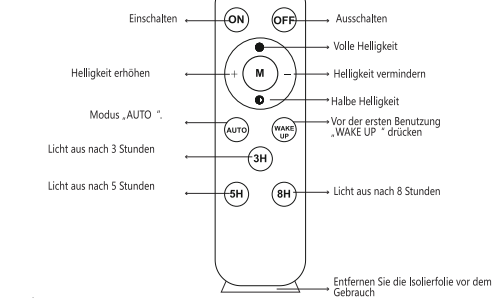 Einschalten ON OFF Ausschalten
Volle Helligkeit
Helligkeit erhöhen + M – Helligkeit vermindern
Halbe Helligkeit
Modus „AUTO ".
AUTO WAKE UP Vor der ersten Benutzung
„WAKE UP " drücken
Licht aus nach 3 Stunden 3H
Licht aus nach 5 Stunden 5H 8H Licht aus nach 8 Stunden
Entfernen Sie die Isolierfolie vor dem
Gebrauch